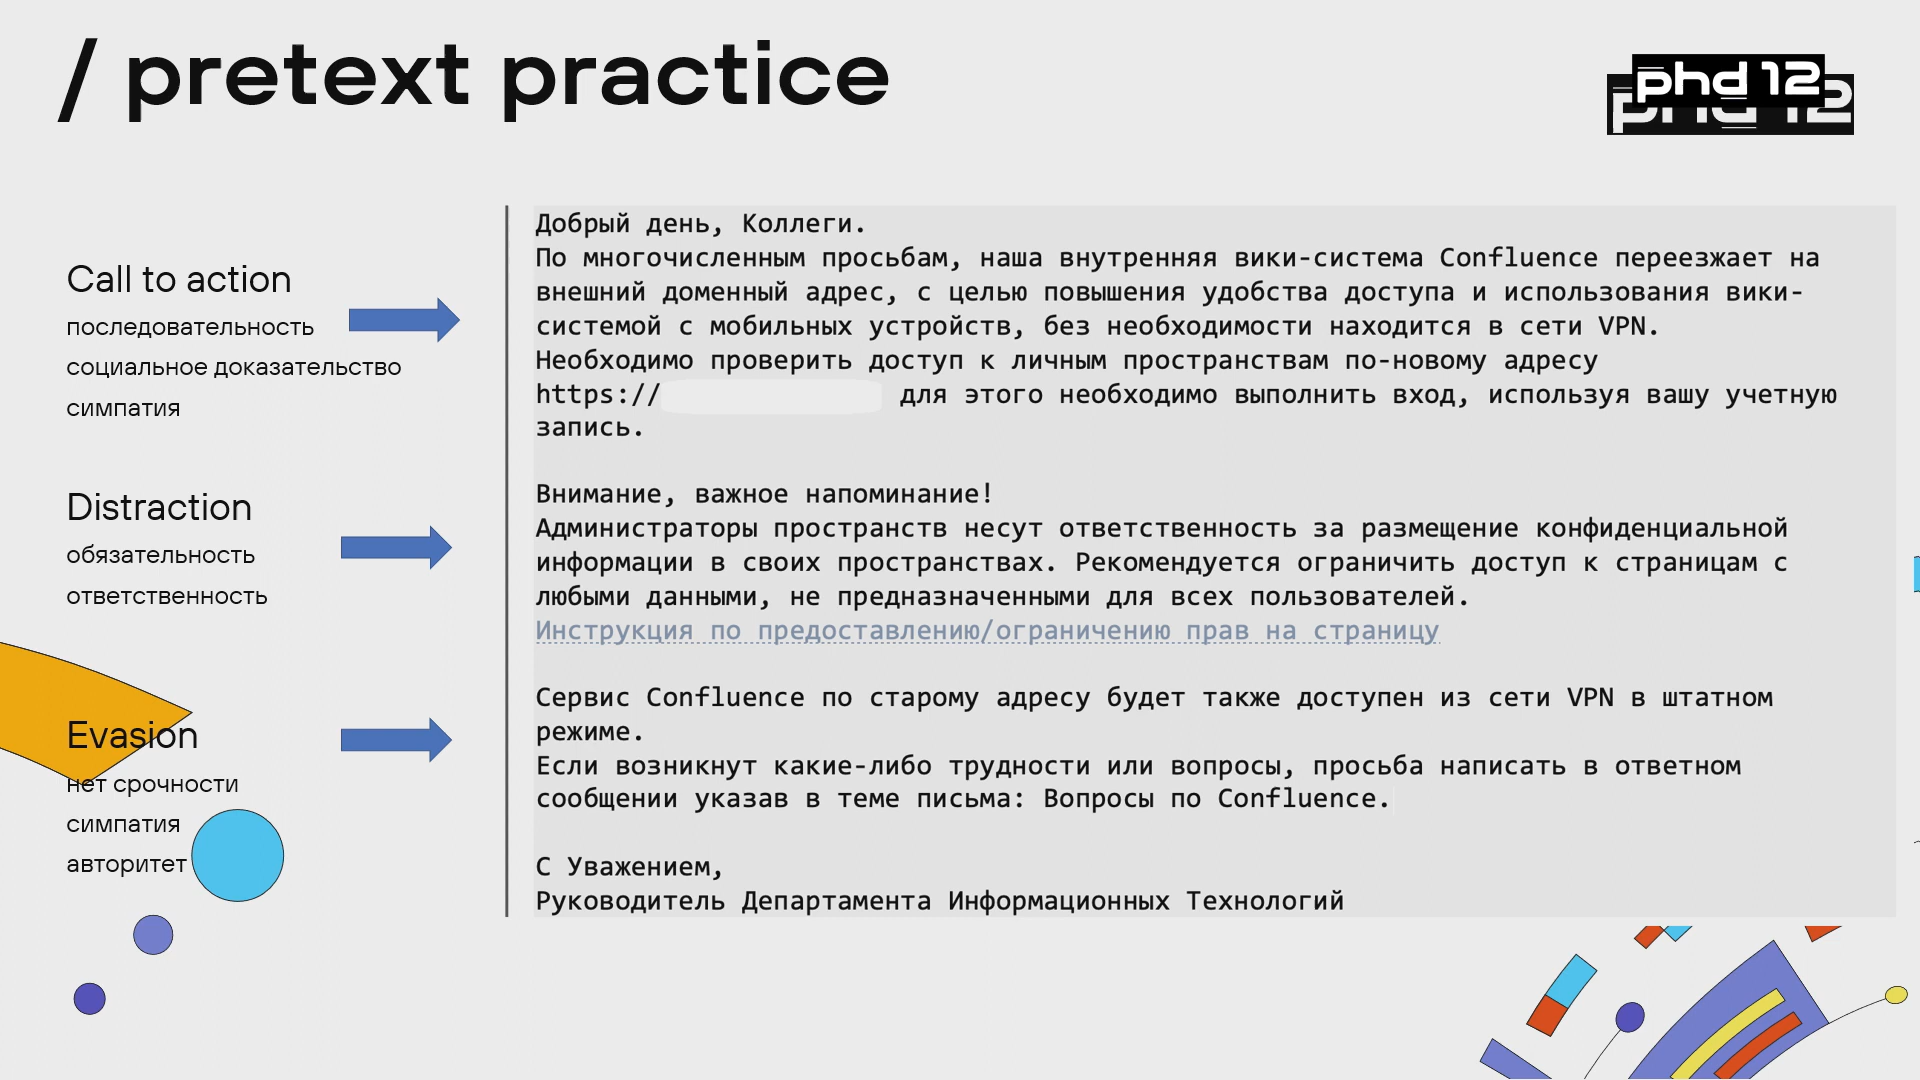 / pretext practice
phd 12
phd 12
Call to action
последовательность
социальное доказательство
симпатия
Distraction
обязательность
ответственность
Evasion
нет срочности
симпатия
авторитет
Добрый день, Коллеги.
По многочисленным просьбам, наша внутренняя вики-система Confluence переезжает на
внешний доменный адрес, с целью повышения удобства доступа и использования вики-
системой с мобильных устройств, без необходимости находится в сети VPN.
Необходимо проверить доступ к личным пространствам по-новому адресу
https:// для этого необходимо выполнить вход, используя вашу учетную
запись.
Внимание, важное напоминание!
Администраторы пространств несут ответственность за размещение конфиденциальной
информации в своих пространствах. Рекомендуется ограничить доступ к страницам с
любыми данными, не предназначенными для всех пользователей.
Инструкция по предоставлению/ограничению прав на страницу
Сервис Confluence по старому адресу будет также доступен из сети VPN в штатном
режиме.
Если возникнут какие-либо трудности или вопросы, просьба написать в ответном
сообщении указав в теме письма: Вопросы по Confluence.
С Уважением,
Руководитель Департамента Информационных Технологий